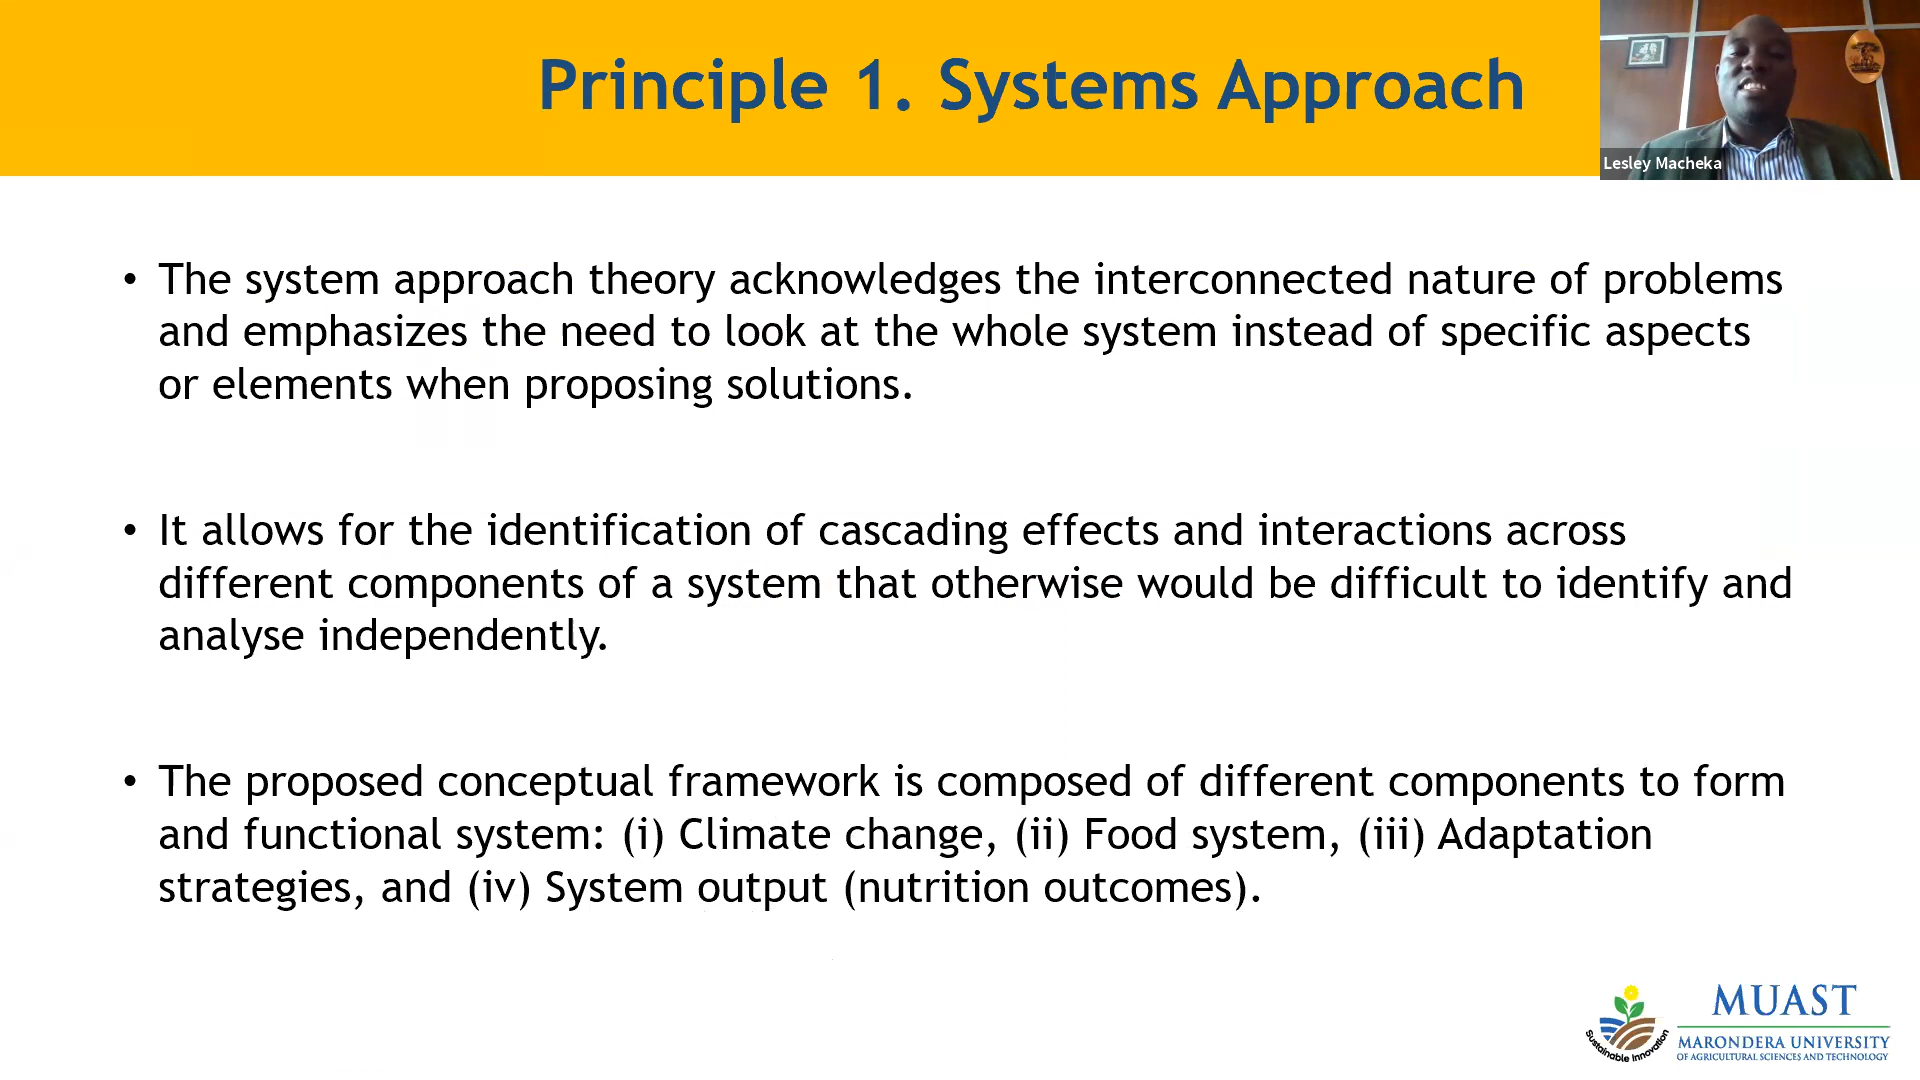 Principle 1. Systems Approach
Lesley Macheka
• The system approach theory acknowledges the interconnected nature of problems
and emphasizes the need to look at the whole system instead of specific aspects
or elements when proposing solutions.
• It allows for the identification of cascading effects and interactions across
different components of a system that otherwise would be difficult to identify and
analyse independently.
• The proposed conceptual framework is composed of different components to form
and functional system: (i) Climate change, (ii) Food system, (iii) Adaptation
strategies, and (iv) System output (nutrition outcomes).
Sustainable Innovation
MUAST
MARONDERA UNIVERSITY
OF AGRICULTURAL SCIENCES AND TECHNOLOGY